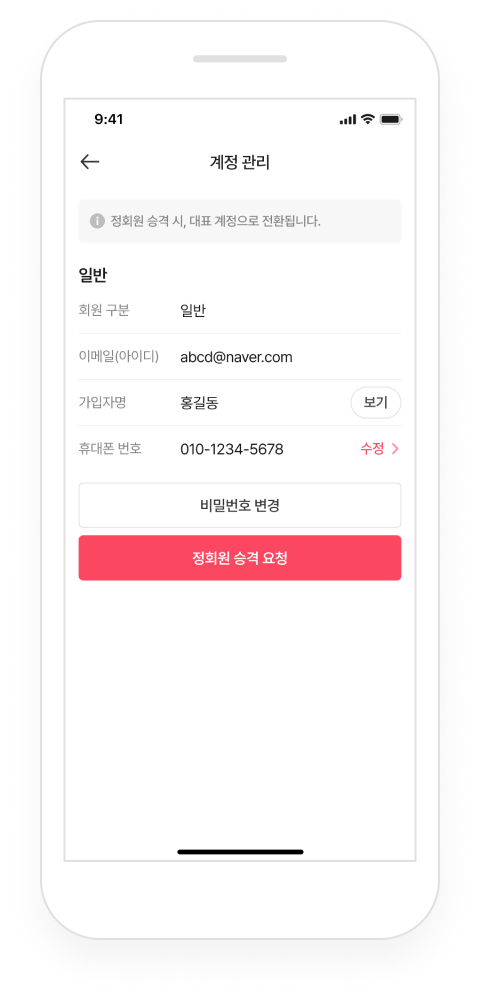 9:41
계정 관리
정회원 승격 시, 대표 계정으로 전환됩니다.
일반
회원 구분 일반
이메일(아이디) abcd@naver.com
가입자명 홍길동 보기
휴대폰 번호 010-1234-5678 수정
비밀번호 변경
정회원 승격 요청